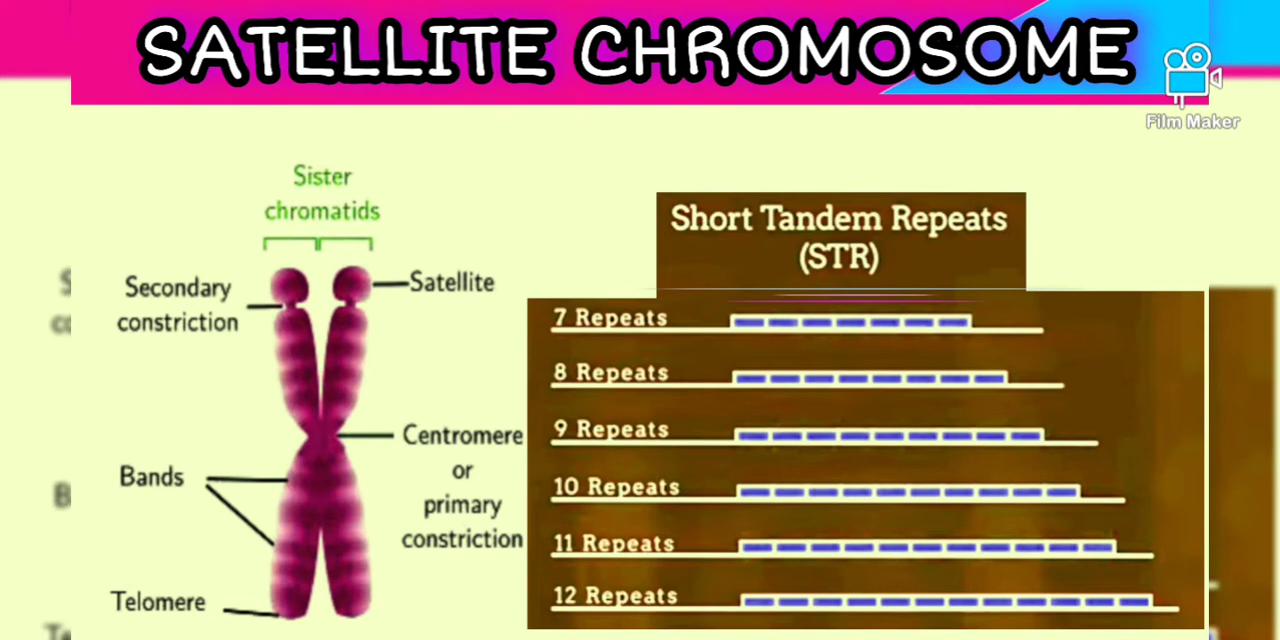 SATELLITE CHROMOSOME
Film Maker
Sister
chromatids
Secondary
constriction
Satellite
Centromere
or
primary
constriction
Bands
Telomere
Short Tandem Repeats
(STR)
7 Repeats
8 Repeats
9 Repeats
10 Repeats
11 Repeats
12 Repeats